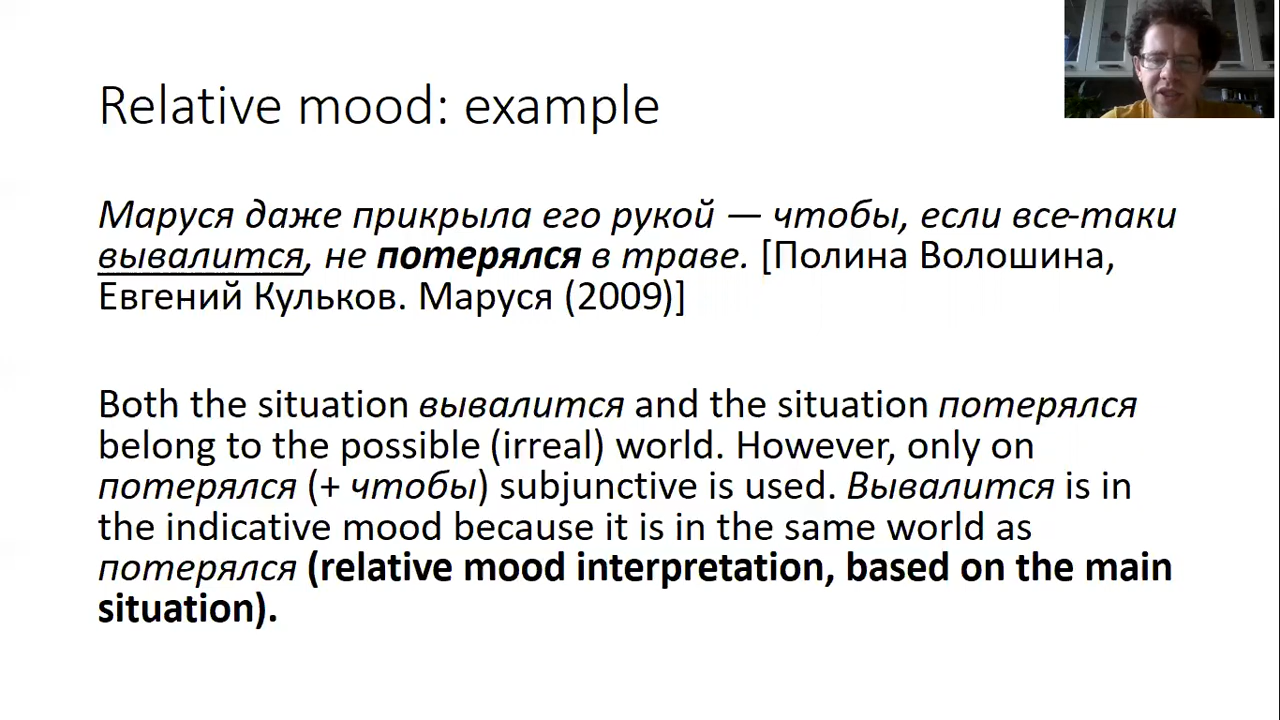 Relative mood: example
Маруся даже прикрыла его рукой — чтобы, если все-таки
вывалится, не потерялся в траве. [Полина Волошина,
Евгений Кульков. Маруся (2009)]
Both the situation вывалится and the situation потерялся
belong to the possible (irreal) world. However, only on
потерялся (+ чтобы) subjunctive is used. Вывалится is in
the indicative mood because it is in the same world as
потерялся (relative mood interpretation, based on the main
situation).